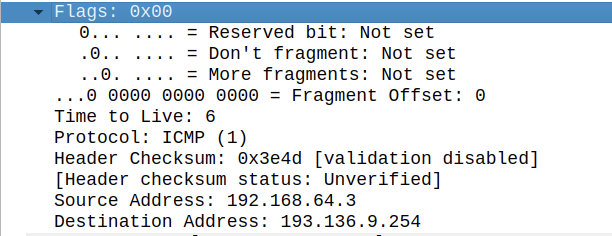 Flags: 0x00
0... .... = Reserved bit: Not set
.0.. .... = Don't fragment: Not set
..0. .... = More fragments: Not set
...0 0000 0000 0000 = Fragment Offset: 0
Time to Live: 6
Protocol: ICMP (1)
Header Checksum: 0x3e4d [validation disabled]
[Header checksum status: Unverified]
Source Address: 192.168.64.3
Destination Address: 193.136.9.254